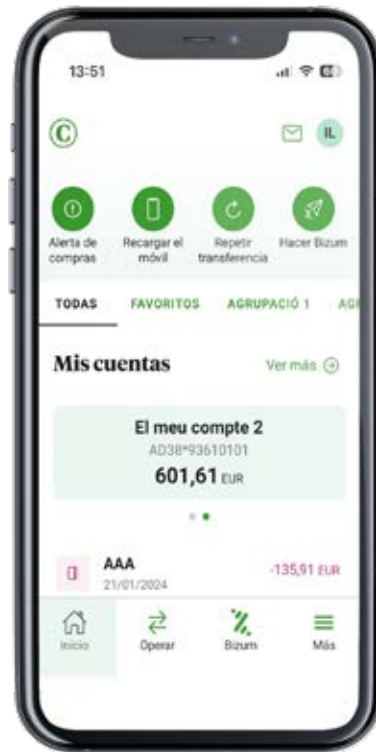 13:51
C
IL
Alerta de
compras
Recargar el
móvil
Repetir
transferencia
Hacer Bizum
TODAS FAVORITOS AGRUPACIÓ 1 AG
Mis cuentas Ver más
El meu compte 2
AD38*93610101
601,61 EUR
AAA -135,91 EUR
21/01/2024
Inicio Operar Bizum Más